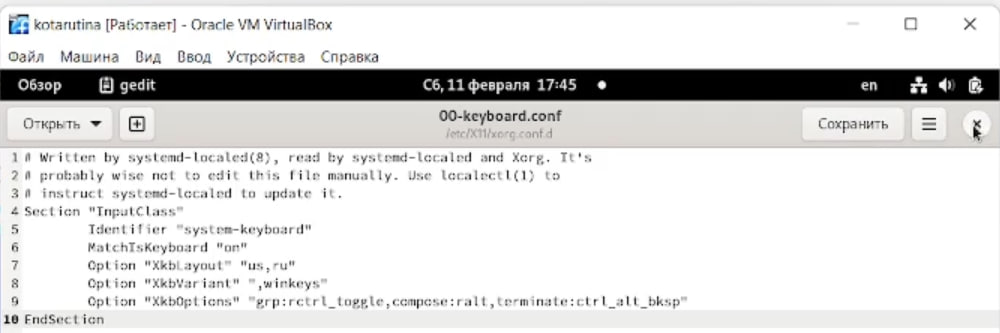 kotarutina [Работает] - Oracle VM VirtualBox
Файл Машина Вид Ввод Устройства Справка
Обзор gedit Сб, 11 февраля 17:45 en
Открыть 00-keyboard.conf Сохранить
/etc/X11/xorg.conf.d
1 # Written by systemd-localed(8), read by systemd-localed and Xorg. It's
2 # probably wise not to edit this file manually. Use localectl(1) to
3 # instruct systemd-localed to update it.
4 Section "InputClass"
5 Identifier "system-keyboard"
6 MatchIsKeyboard "on"
7 Option "XkbLayout" "us,ru"
8 Option "XkbVariant" ",winkeys"
9 Option "XkbOptions" "grp:rctrl_toggle,compose:ralt,terminate:ctrl_alt_bksp"
10 EndSection